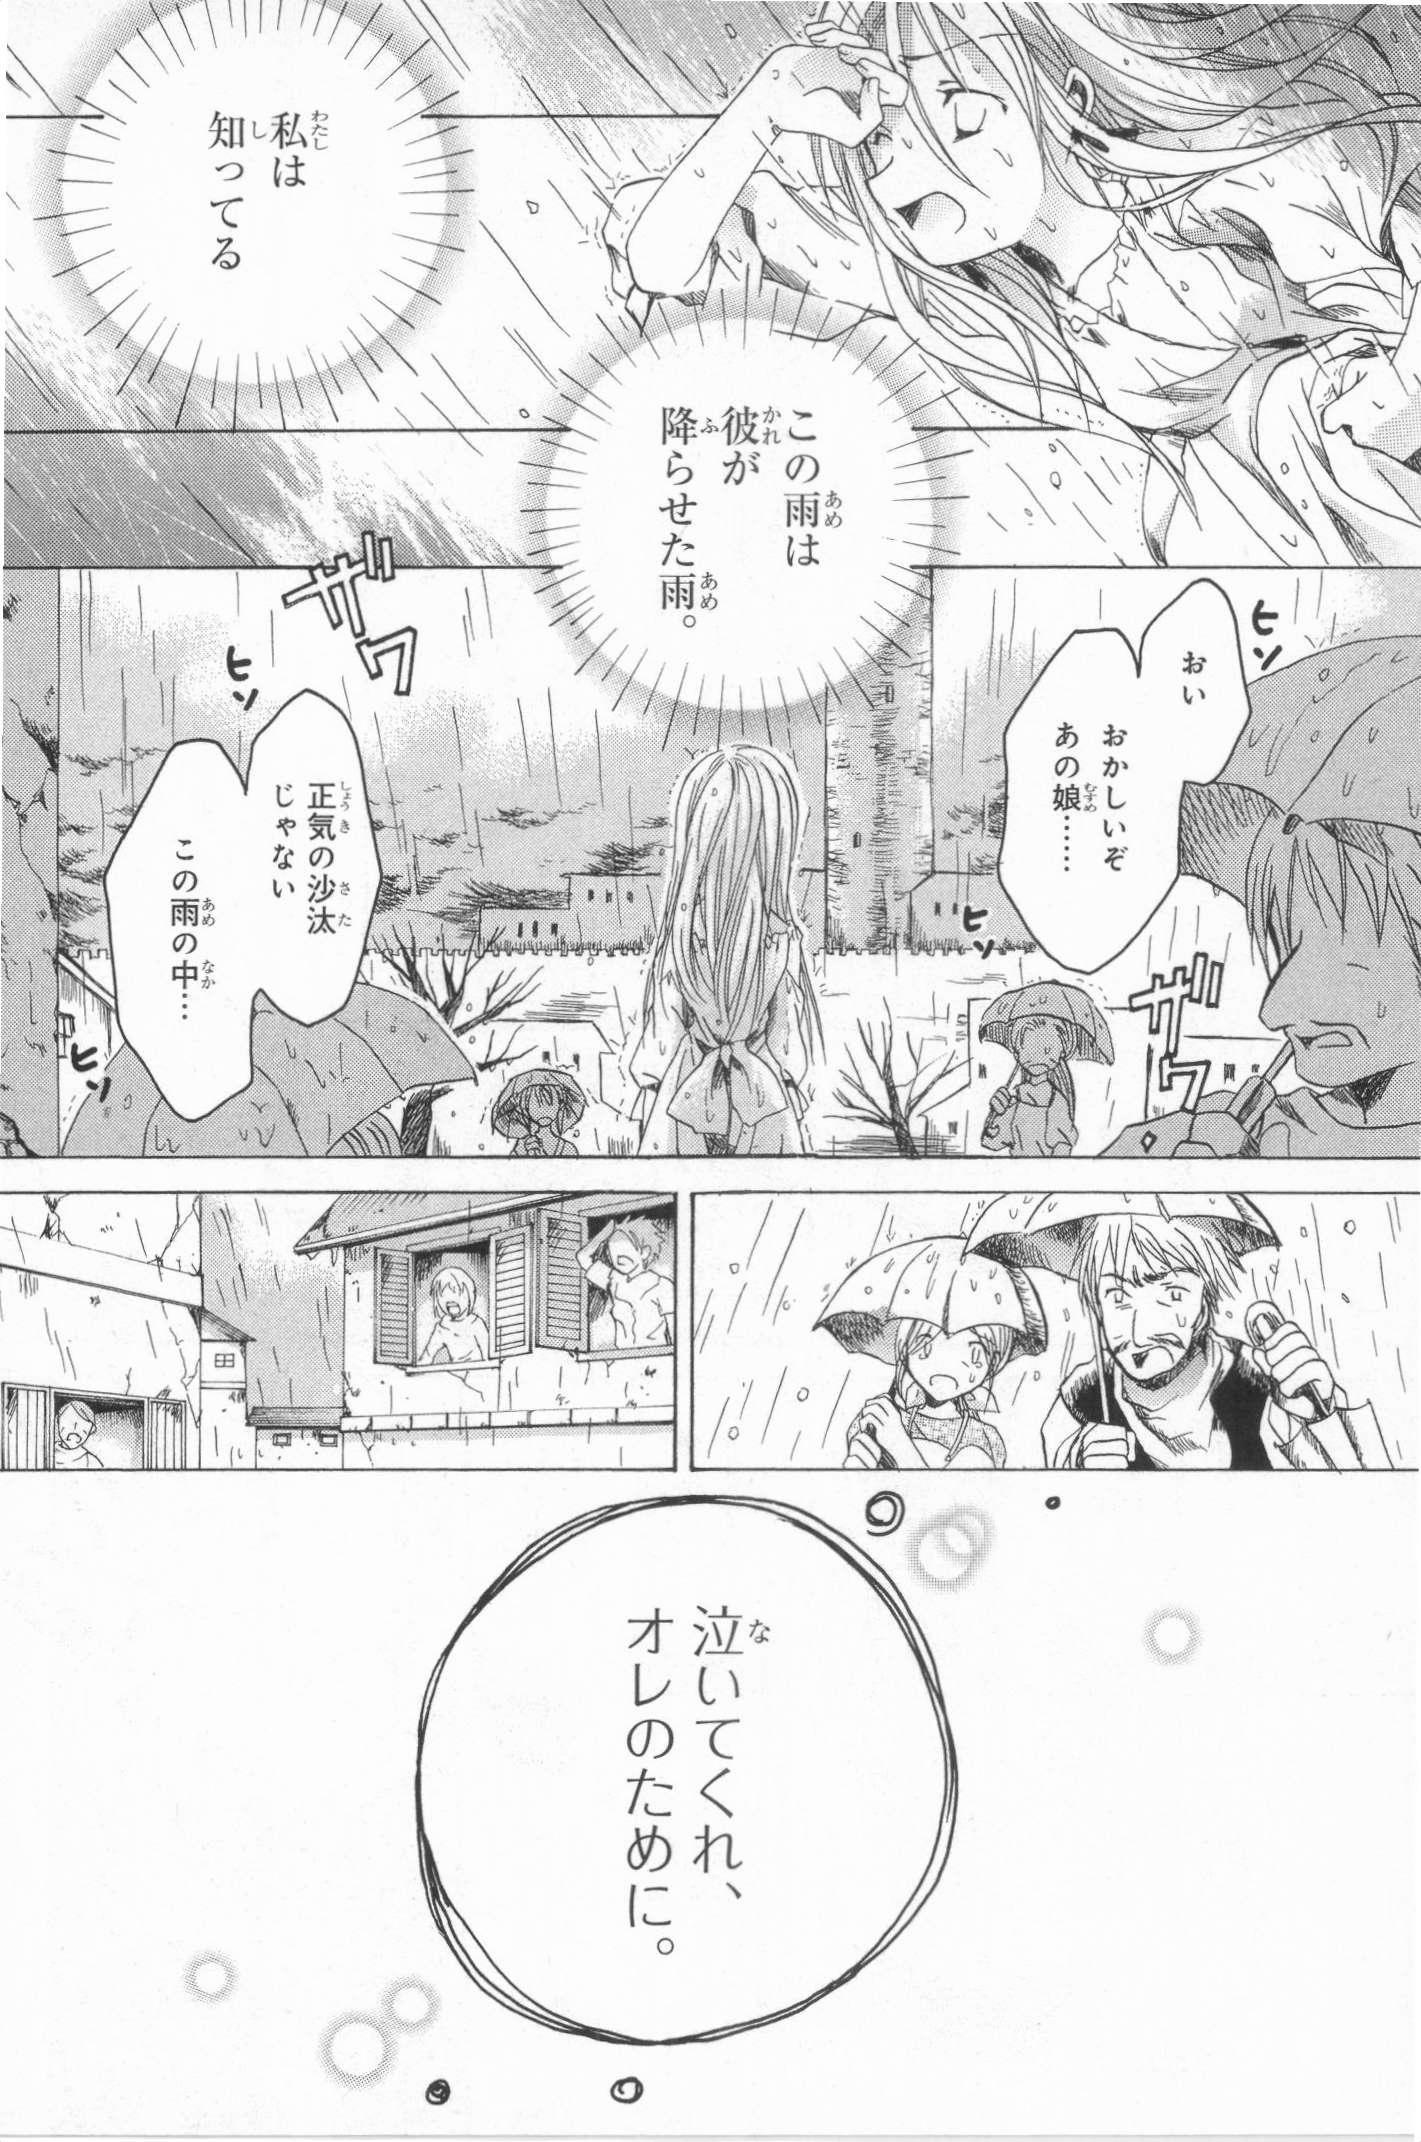 この雨は
彼が
降らせた雨。
私は
知ってる
ヒソ
おい
おかしいぞ
あの娘……
ザワ
ヒソ
ザワ
ヒソ
正気の沙汰
じゃない
この雨の中…
ヒソ
泣いてくれ、
オレのために。